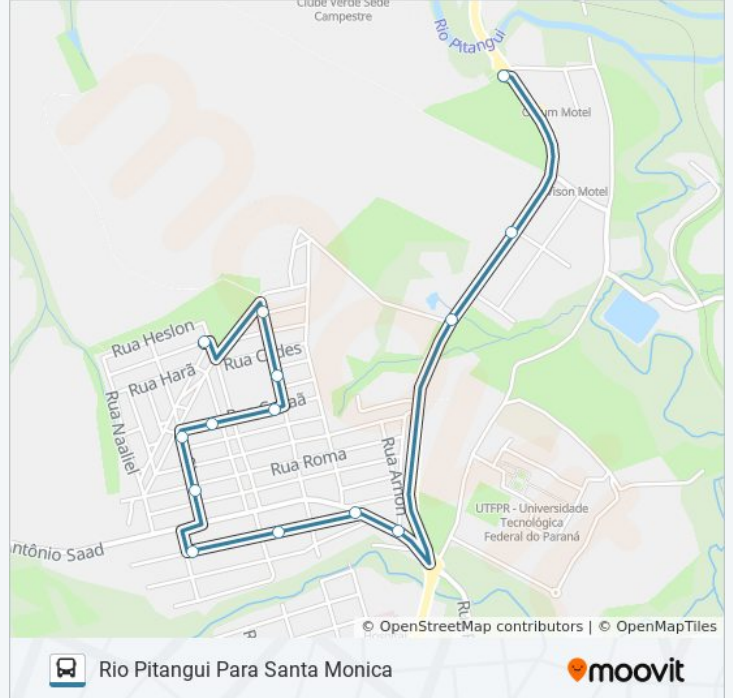 Clube Verde Sede
Campestre
Rio Pitangui
Motel
Motel
Rua Heslon
Rua Harã
Rua
Rua Naaliel
Rua Roma
Rua Arnon
UTFPR - Universidade
Tecnológica
Federal do Paraná
ntônio Saad
© OpenStreetMap contributors | © OpenMapTiles
Rio Pitangui Para Santa Monica
moovit